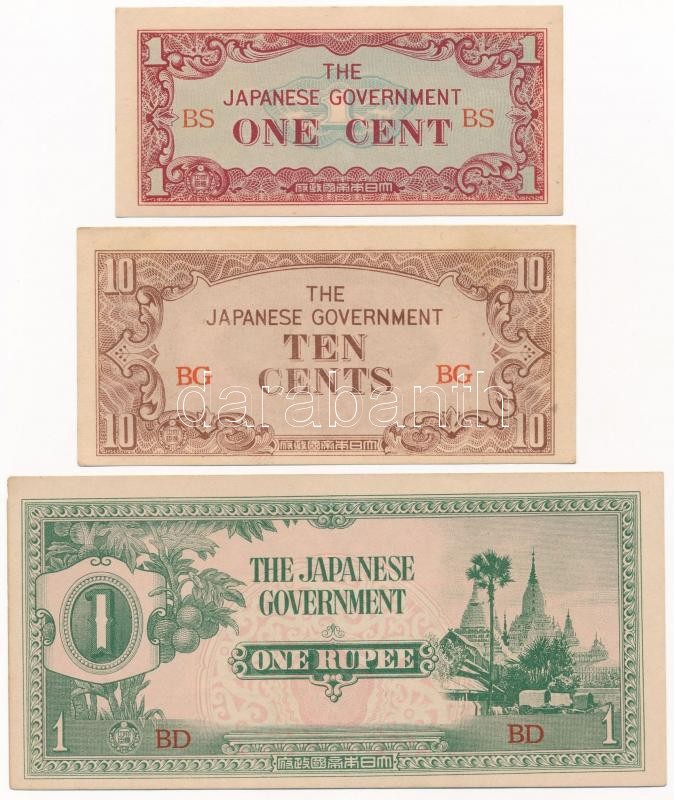 1 1
THE
JAPANESE GOVERNMENT
BS ONE CENT BS
1 1
府政國帝本日大
10 10
THE
JAPANESE GOVERNMENT
TEN
BG CENTS BG
10 10
府政國帝本日大
darabanth
1
THE JAPANESE
GOVERNMENT
ONE RUPEE
1 BD BD 1
府政國帝本日大